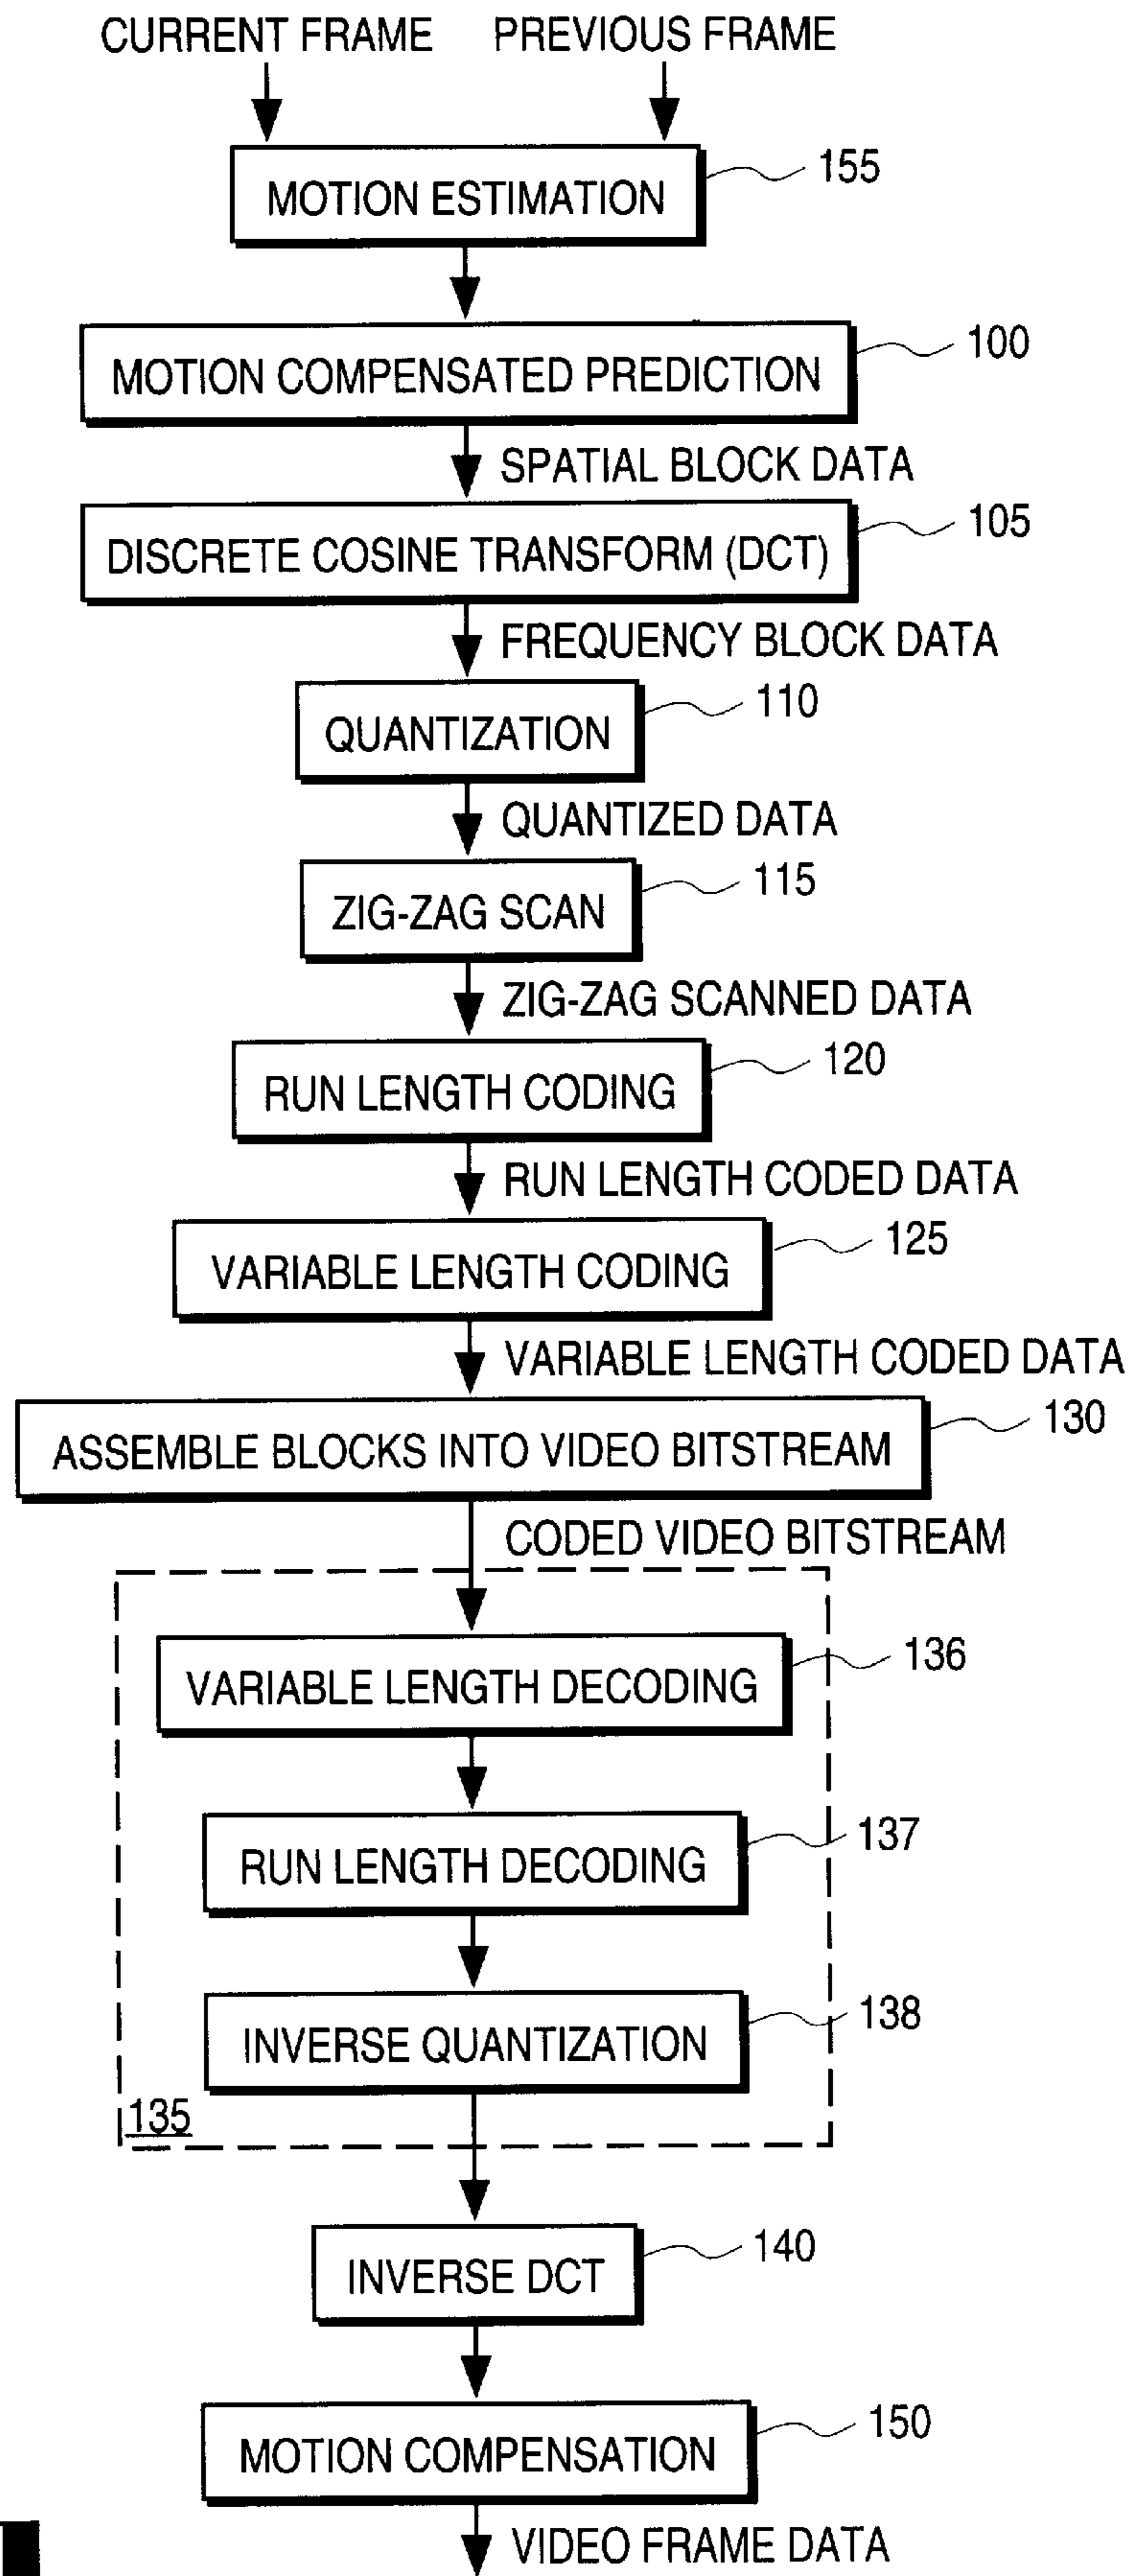 CURRENT FRAME PREVIOUS FRAME
MOTION ESTIMATION 155
MOTION COMPENSATED PREDICTION 100
SPATIAL BLOCK DATA
DISCRETE COSINE TRANSFORM (DCT) 105
FREQUENCY BLOCK DATA
QUANTIZATION 110
QUANTIZED DATA
ZIG-ZAG SCAN 115
ZIG-ZAG SCANNED DATA
RUN LENGTH CODING 120
RUN LENGTH CODED DATA
VARIABLE LENGTH CODING 125
VARIABLE LENGTH CODED DATA
ASSEMBLE BLOCKS INTO VIDEO BITSTREAM 130
CODED VIDEO BITSTREAM
VARIABLE LENGTH DECODING 136
RUN LENGTH DECODING 137
INVERSE QUANTIZATION 138
135
INVERSE DCT 140
MOTION COMPENSATION 150
VIDEO FRAME DATA